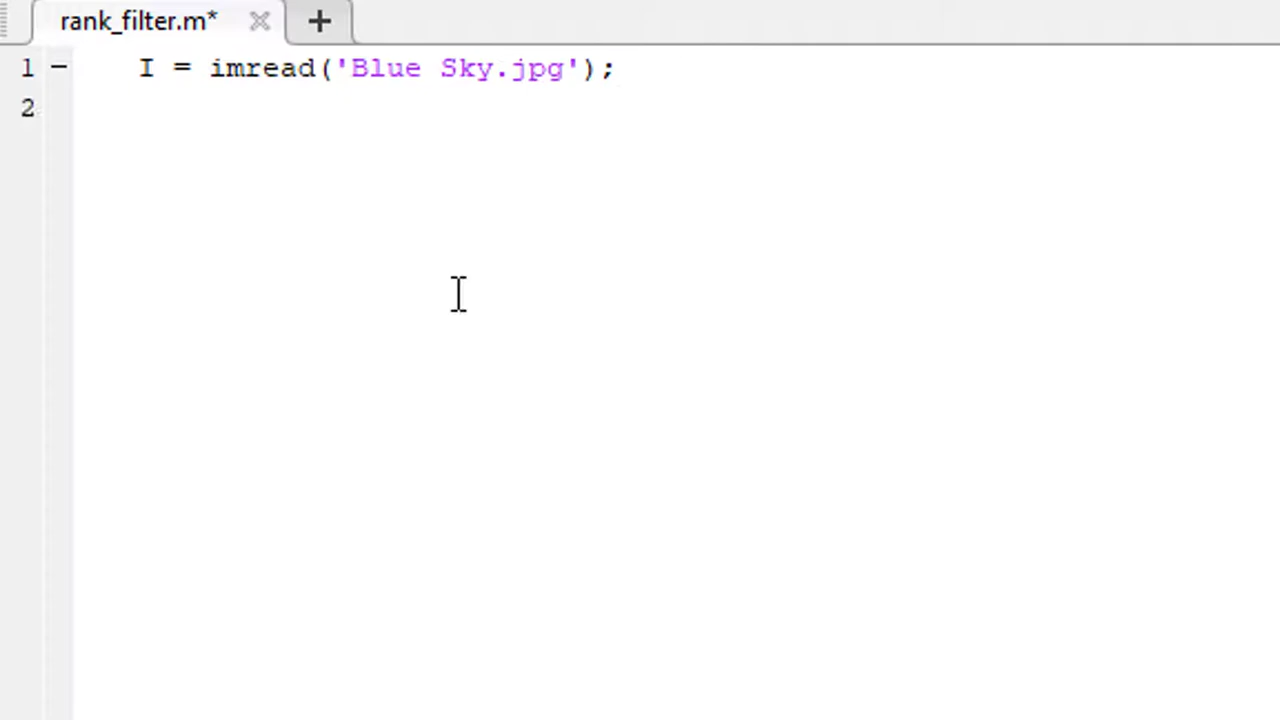 rank_filter.m*
1 I = imread('Blue Sky.jpg');
2